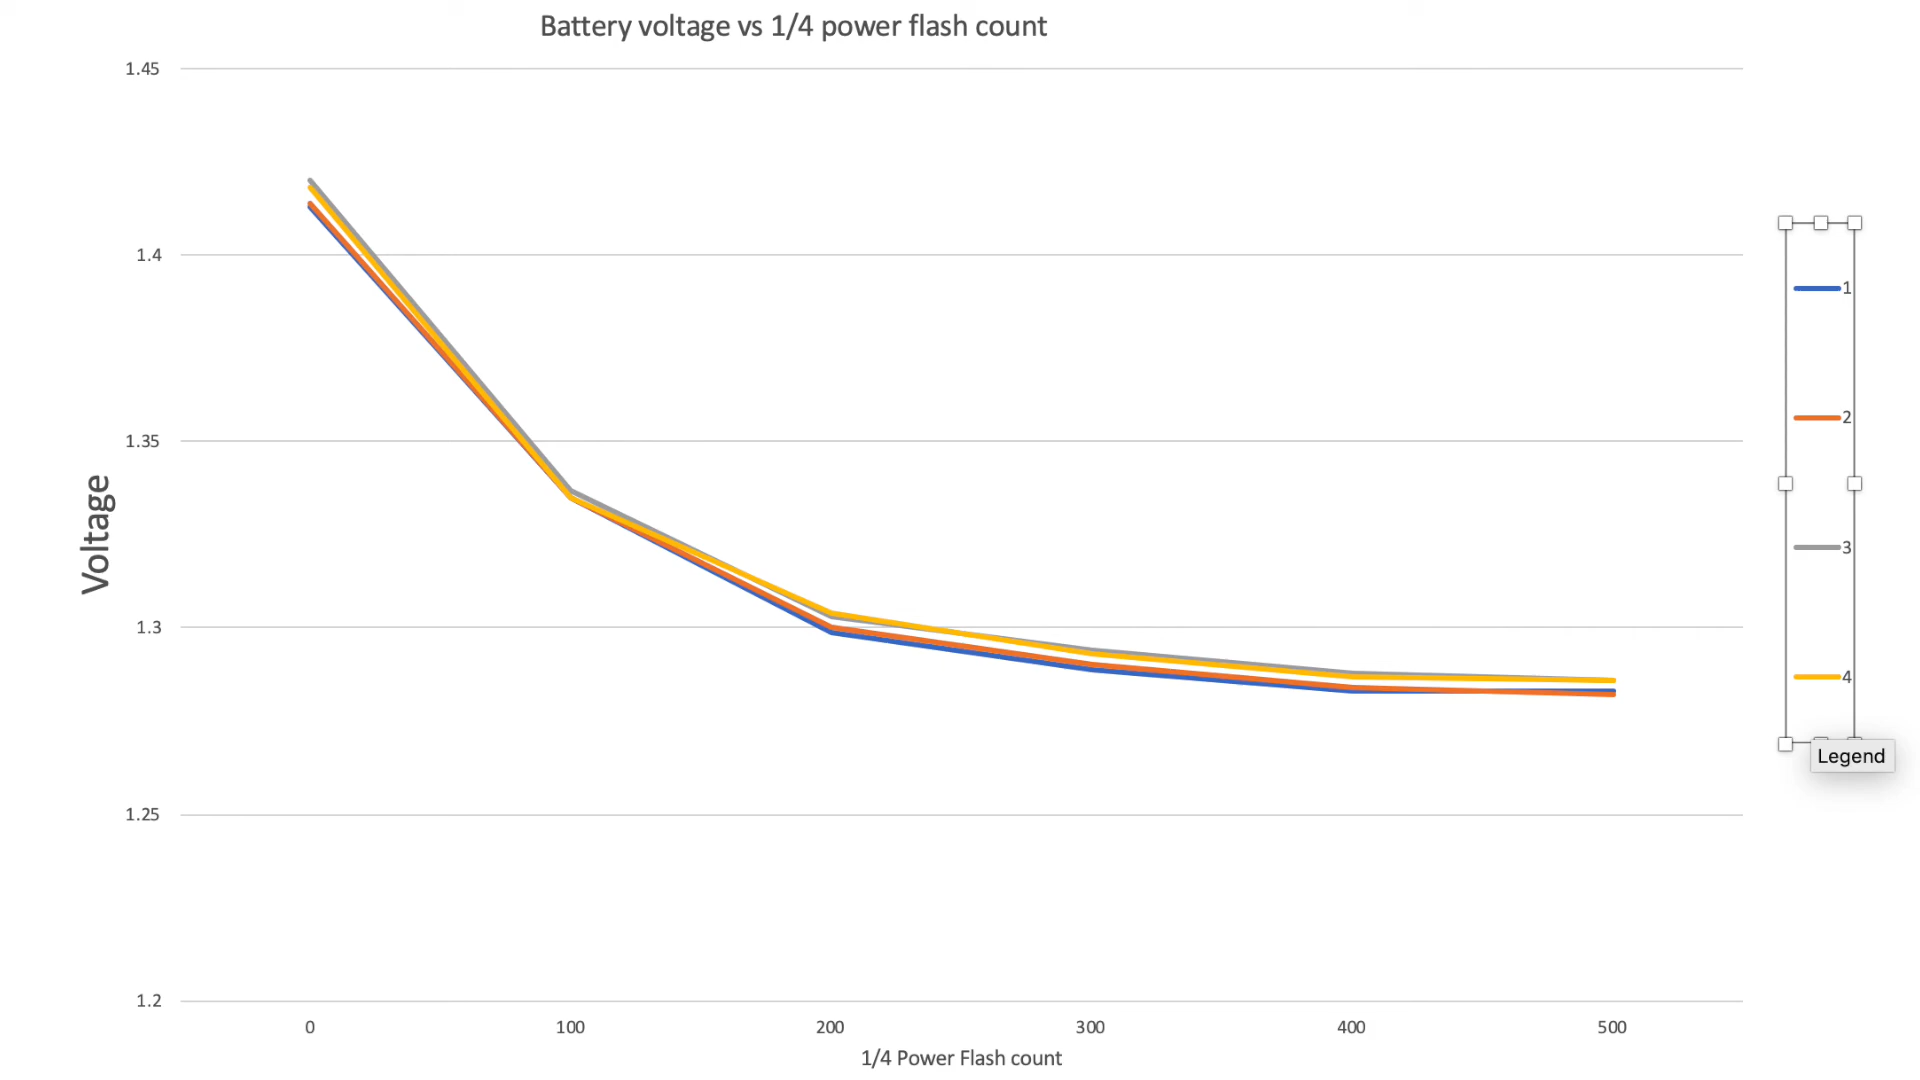 Battery voltage vs 1/4 power flash count
1.45
1.4
1.35
1.3
1.25
1.2
Voltage
0 100 200 300 400 500
1/4 Power Flash count
1
2
3
4
Legend